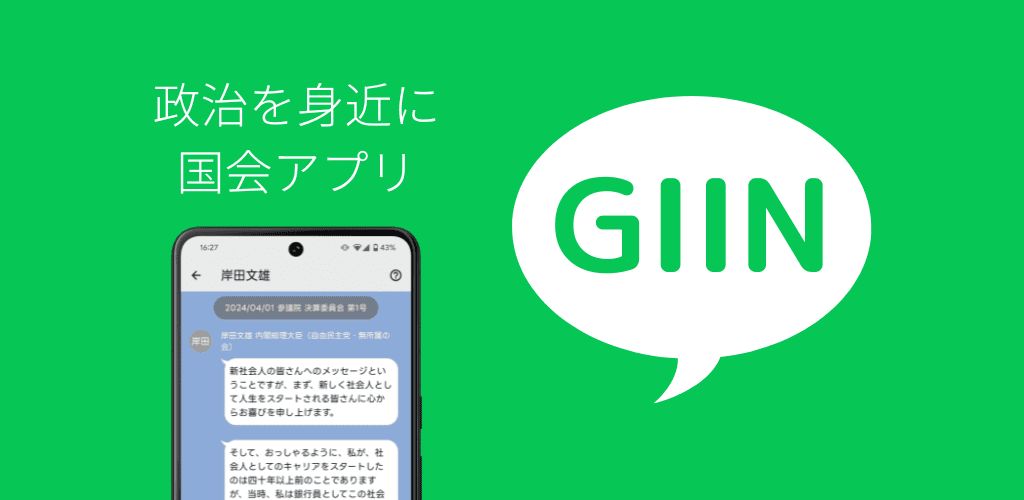 政治を身近に
国会アプリ
GIIN
16:27
43%
岸田文雄
2024/04/01 参議院 決算委員会 第1号
岸田
岸田文雄 内閣総理大臣（自由民主党・無所属の
会）
新社会人の皆さんへのメッセージとい
うことですが、まず、新しく社会人とし
て人生をスタートされる皆さんに心か
らお喜びを申し上げます。
そして、おっしゃるように、私が、社
会人としてのキャリアをスタートした
のは四十年以上前のことであります
が、当時、私は銀行員としてこの社会